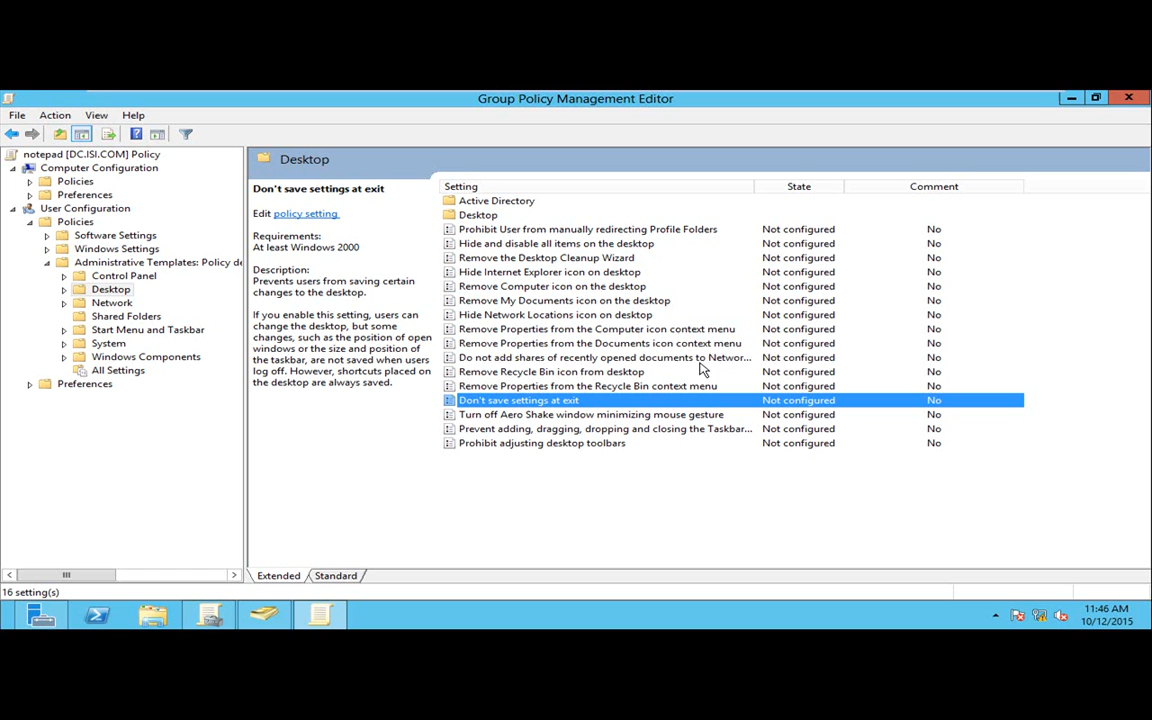 Group Policy Management Editor
File Action View Help
notepad [DC.ISI.COM] Policy
Computer Configuration
Policies
Preferences
User Configuration
Policies
Software Settings
Windows Settings
Administrative Templates: Policy de
Control Panel
Desktop
Network
Shared Folders
Start Menu and Taskbar
System
Windows Components
All Settings
Preferences
Desktop
Don't save settings at exit
Edit policy setting
Requirements:
At least Windows 2000
Description:
Prevents users from saving certain
changes to the desktop.
If you enable this setting, users can
change the desktop, but some
changes, such as the position of open
windows or the size and position of
the taskbar, are not saved when users
log off. However, shortcuts placed on
the desktop are always saved.
Setting State Comment
Active Directory
Desktop
Prohibit User from manually redirecting Profile Folders Not configured No
Hide and disable all items on the desktop Not configured No
Remove the Desktop Cleanup Wizard Not configured No
Hide Internet Explorer icon on desktop Not configured No
Remove Computer icon on the desktop Not configured No
Remove My Documents icon on the desktop Not configured No
Hide Network Locations icon on desktop Not configured No
Remove Properties from the Computer icon context menu Not configured No
Remove Properties from the Documents icon context menu Not configured No
Do not add shares of recently opened documents to Networ... Not configured No
Remove Recycle Bin icon from desktop Not configured No
Remove Properties from the Recycle Bin context menu Not configured No
Don't save settings at exit Not configured No
Turn off Aero Shake window minimizing mouse gesture Not configured No
Prevent adding, dragging, dropping and closing the Taskbar... Not configured No
Prohibit adjusting desktop toolbars Not configured No
Extended Standard
16 setting(s)
11:46 AM
10/12/2015